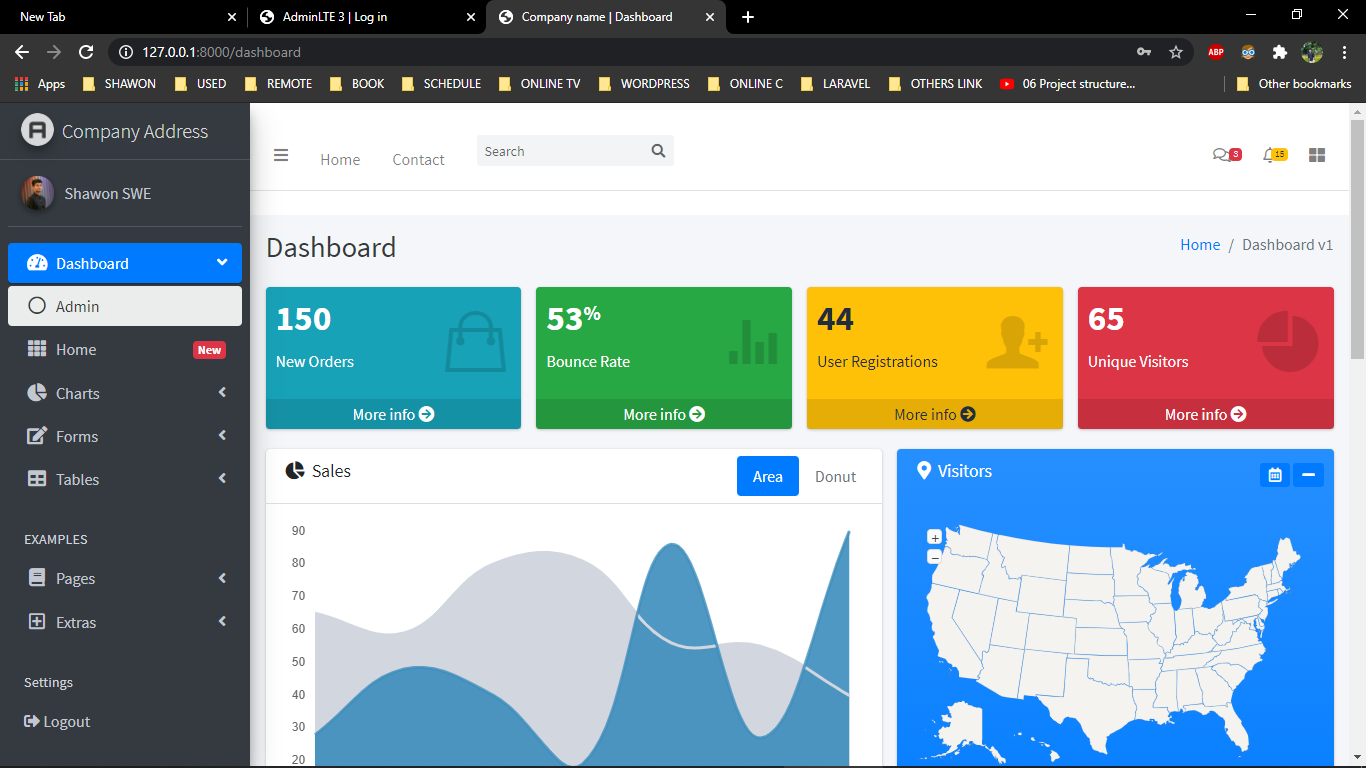 New Tab
AdminLTE 3 | Log in
Company name | Dashboard
127.0.0.1:8000/dashboard
ABP
Apps
SHAWON
USED
REMOTE
BOOK
SCHEDULE
ONLINE TV
WORDPRESS
ONLINE C
LARAVEL
OTHERS LINK
06 Project structure...
Other bookmarks
A
Company Address
Shawon SWE
Dashboard
Admin
Home
New
Charts
Forms
Tables
EXAMPLES
Pages
Extras
Settings
Logout
Home
Contact
Search
3
15
Dashboard
Home / Dashboard v1
150
New Orders
More info
53%
Bounce Rate
More info
44
User Registrations
More info
65
Unique Visitors
More info
Sales
Area
Donut
90
80
70
60
50
40
30
20
Visitors
+
−